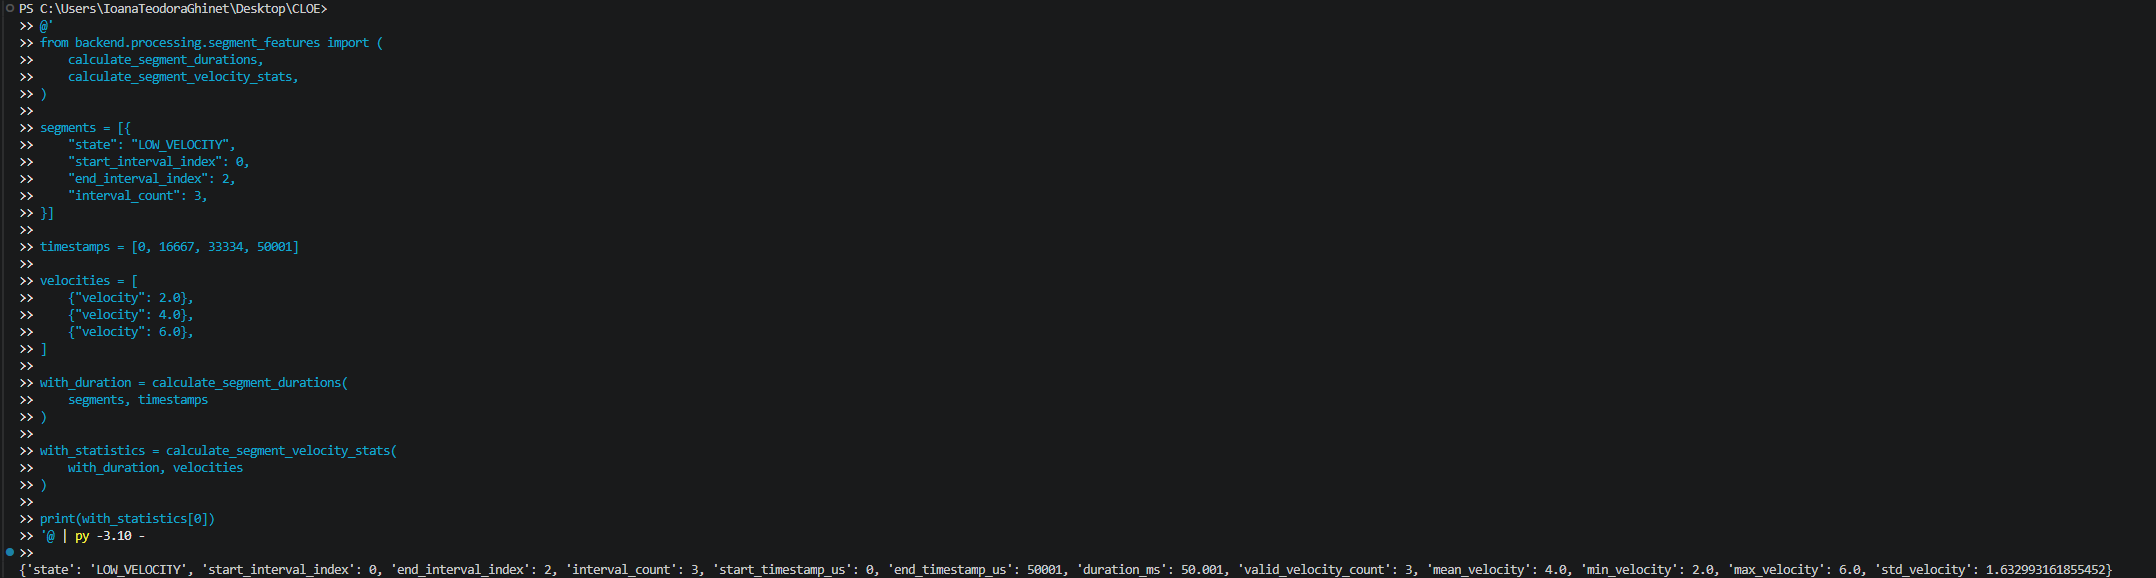 PS C:\Users\IoanaTeodoraGhinet\Desktop\CLOE>
>> @'
>> from backend.processing.segment_features import (
>>     calculate_segment_durations,
>>     calculate_segment_velocity_stats,
>> )
>>
>> segments = [{
>>     "state": "LOW_VELOCITY",
>>     "start_interval_index": 0,
>>     "end_interval_index": 2,
>>     "interval_count": 3,
>> }]
>>
>> timestamps = [0, 16667, 33334, 50001]
>>
>> velocities = [
>>     {"velocity": 2.0},
>>     {"velocity": 4.0},
>>     {"velocity": 6.0},
>> ]
>>
>> with_duration = calculate_segment_durations(
>>     segments, timestamps
>> )
>>
>> with_statistics = calculate_segment_velocity_stats(
>>     with_duration, velocities
>> )
>>
>> print(with_statistics[0])
>> '@ | py -3.10 -
>>
{'state': 'LOW_VELOCITY', 'start_interval_index': 0, 'end_interval_index': 2, 'interval_count': 3, 'start_timestamp_us': 0, 'end_timestamp_us': 50001, 'duration_ms': 50.001, 'valid_velocity_count': 3, 'mean_velocity': 4.0, 'min_velocity': 2.0, 'max_velocity': 6.0, 'std_velocity': 1.632993161855452}